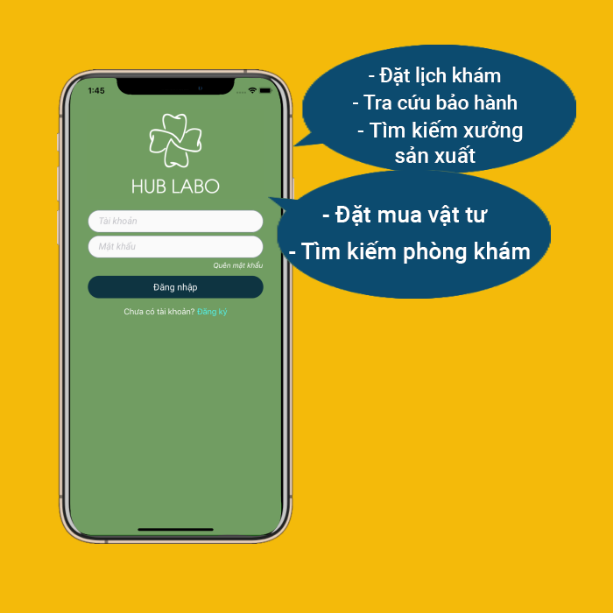 1:45
HUB LABO
Tài khoản
Mật khẩu
Quên mật khẩu
Đăng nhập
Chưa có tài khoản? Đăng ký
- Đặt lịch khám
- Tra cứu bảo hành
- Tìm kiếm xưởng
sản xuất
- Đặt mua vật tư
- Tìm kiếm phòng khám